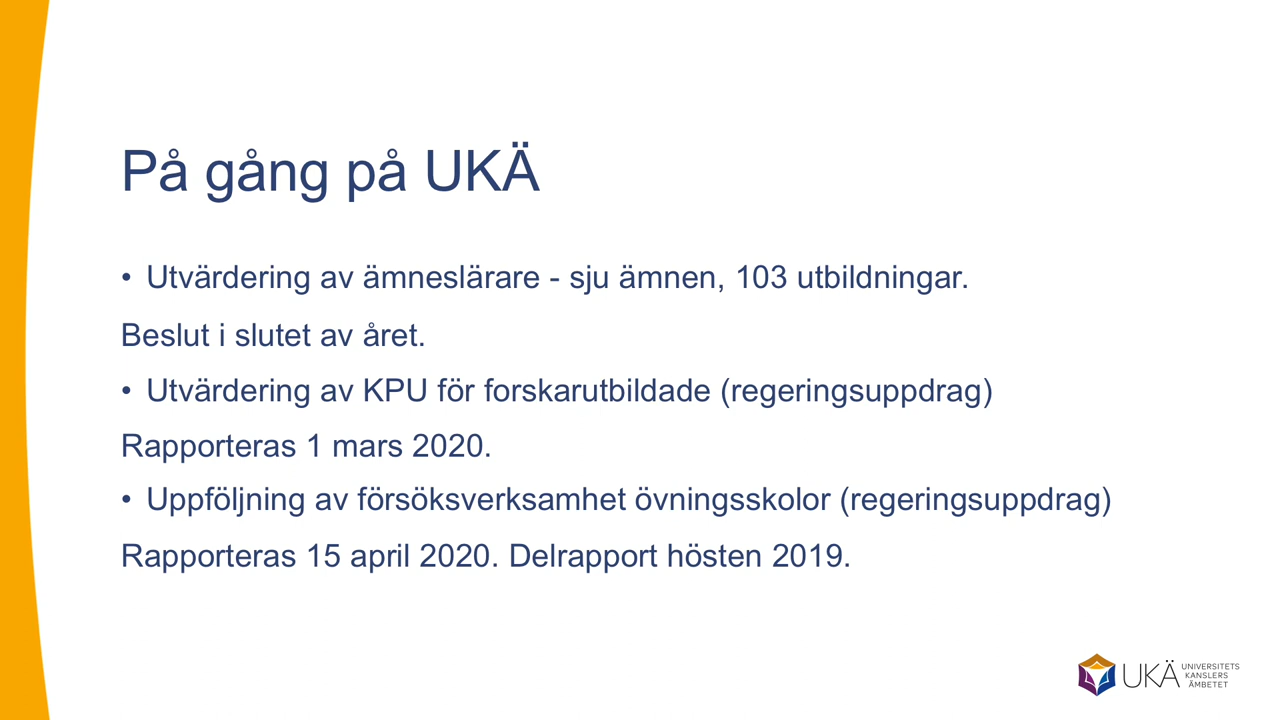 På gång på UKÄ
• Utvärdering av ämneslärare - sju ämnen, 103 utbildningar.
Beslut i slutet av året.
• Utvärdering av KPU för forskarutbildade (regeringsuppdrag)
Rapporteras 1 mars 2020.
• Uppföljning av försöksverksamhet övningsskolor (regeringsuppdrag)
Rapporteras 15 april 2020. Delrapport hösten 2019.
UKÄ
UNIVERSITETS
KANSLERS
ÄMBETET